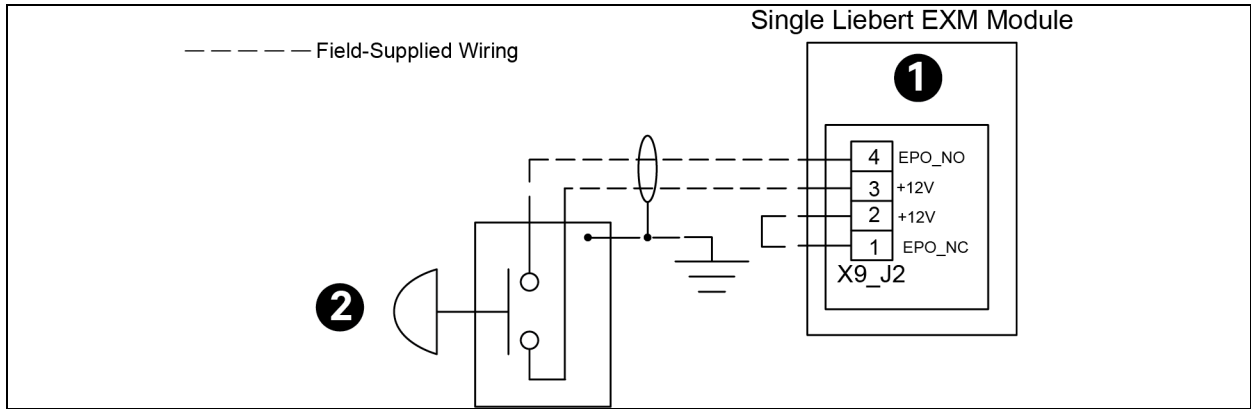 Single Liebert EXM Module
Field-Supplied Wiring
1
4 EPO_NO
3 +12V
2 +12V
1 EPO_NC
X9_J2
2